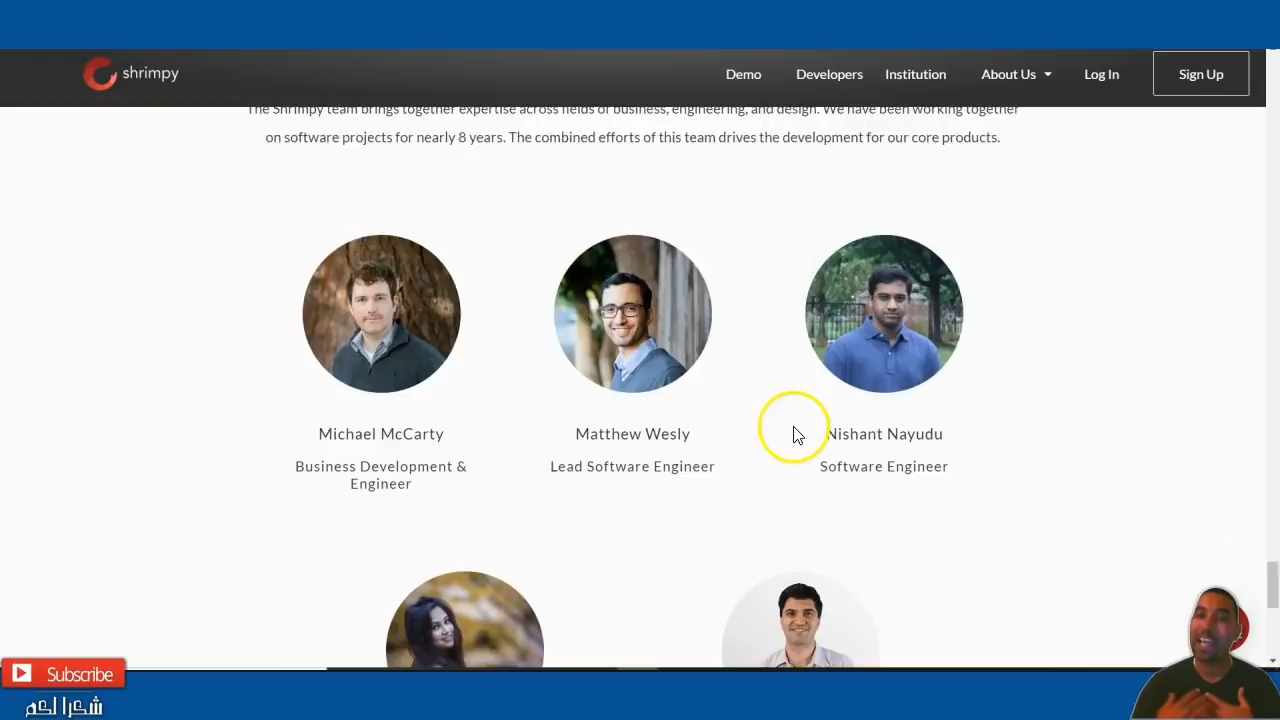 shrimpy
Demo Developers Institution About Us Log In Sign Up
The Shrimpy team brings together expertise across fields of business, engineering, and design. We have been working together
on software projects for nearly 8 years. The combined efforts of this team drives the development for our core products.
Michael McCarty
Business Development &
Engineer
Matthew Wesly
Lead Software Engineer
Nishant Nayudu
Software Engineer
Subscribe
شكرا لكم